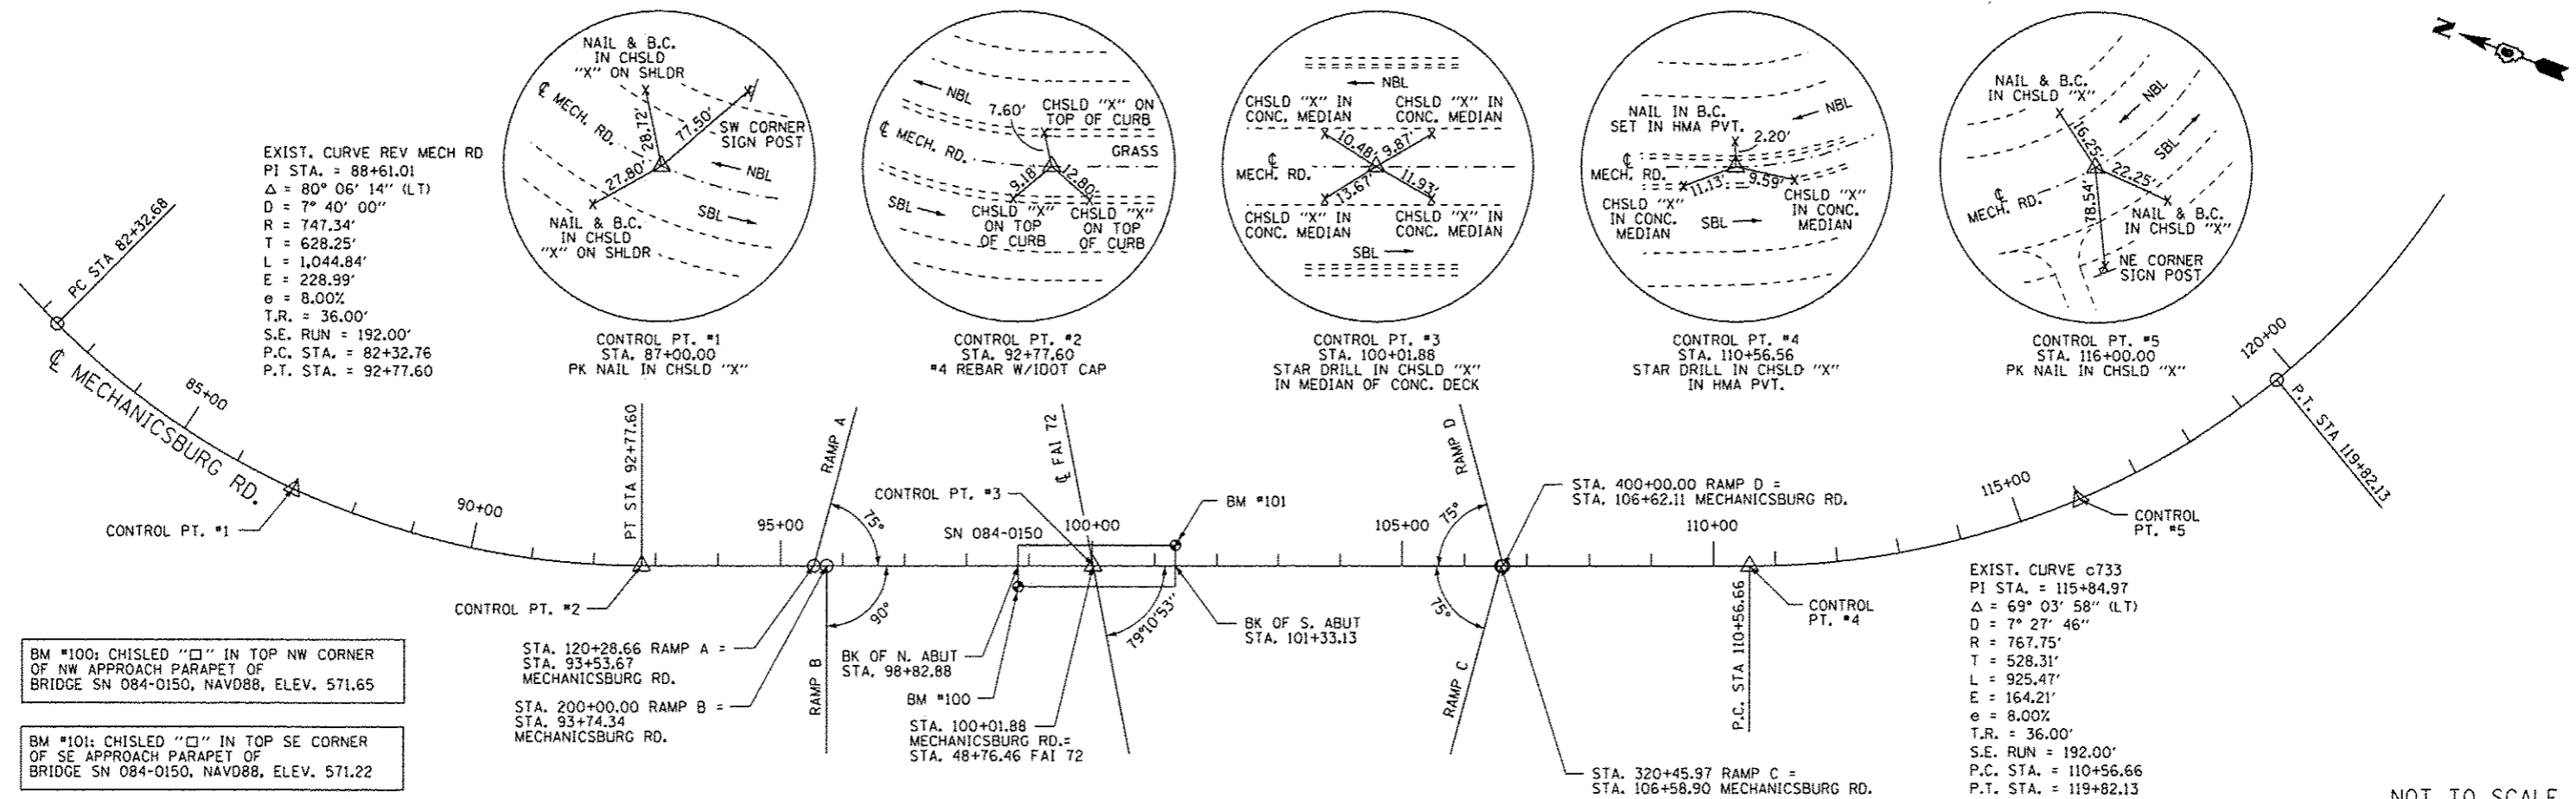 N
EXIST. CURVE REV MECH RD
PI STA. = 88+61.01
Δ = 80° 06' 14" (LT)
D = 7° 40' 00"
R = 747.34'
T = 628.25'
L = 1,044.84'
E = 228.99'
e = 8.00%
T.R. = 36.00'
S.E. RUN = 192.00'
P.C. STA. = 82+32.76
P.T. STA. = 92+77.60
NAIL & B.C.
IN CHSLD
"X" ON SHLDR
℄ MECH. RD.
28.72'
77.50'
SW CORNER
SIGN POST
27.80'
NBL
SBL
NAIL & B.C.
IN CHSLD
"X" ON SHLDR
CONTROL PT. #1
STA. 87+00.00
PK NAIL IN CHSLD "X"
NBL
7.60'
CHSLD "X" ON
TOP OF CURB
℄ MECH. RD.
GRASS
9.18'
12.80'
SBL
CHSLD "X"
ON TOP
OF CURB
CHSLD "X"
ON TOP
OF CURB
CONTROL PT. #2
STA. 92+77.60
#4 REBAR W/IDOT CAP
NBL
CHSLD "X" IN
CONC. MEDIAN
CHSLD "X" IN
CONC. MEDIAN
10.48'
9.87'
℄
MECH. RD.
13.67'
11.93'
CHSLD "X" IN
CONC. MEDIAN
CHSLD "X" IN
CONC. MEDIAN
SBL
CONTROL PT. #3
STA. 100+01.88
STAR DRILL IN CHSLD "X"
IN MEDIAN OF CONC. DECK
NAIL IN B.C.
SET IN HMA PVT.
NBL
2.20'
℄
MECH. RD.
11.13'
9.59'
CHSLD "X"
IN CONC.
MEDIAN
SBL
CHSLD "X"
IN CONC.
MEDIAN
CONTROL PT. #4
STA. 110+56.56
STAR DRILL IN CHSLD "X"
IN HMA PVT.
NAIL & B.C.
IN CHSLD "X"
NBL
SBL
16.25'
22.25'
℄
MECH. RD.
78.54'
NAIL & B.C.
IN CHSLD "X"
NE CORNER
SIGN POST
CONTROL PT. #5
STA. 116+00.00
PK NAIL IN CHSLD "X"
PC STA 82+32.68
℄ MECHANICSBURG RD.
85+00
CONTROL PT. #1
90+00
PT STA 92+77.60
CONTROL PT. #2
95+00
RAMP A
75°
90°
RAMP B
STA. 120+28.66 RAMP A =
STA. 93+53.67
MECHANICSBURG RD.
STA. 200+00.00 RAMP B =
STA. 93+74.34
MECHANICSBURG RD.
CONTROL PT. #3
℄ FAI 72
SN 084-0150
100+00
BM #101
BK OF N. ABUT
STA. 98+82.88
BM #100
STA. 100+01.88
MECHANICSBURG RD.=
STA. 48+76.46 FAI 72
79°10'53"
BK OF S. ABUT
STA. 101+33.13
105+00
RAMP D
75°
75°
RAMP C
STA. 400+00.00 RAMP D =
STA. 106+62.11 MECHANICSBURG RD.
STA. 320+45.97 RAMP C =
STA. 106+58.90 MECHANICSBURG RD.
110+00
P.C. STA 110+56.66
CONTROL
PT. #4
115+00
CONTROL
PT. #5
120+00
P.T. STA 119+82.13
EXIST. CURVE c733
PI STA. = 115+84.97
Δ = 69° 03' 58" (LT)
D = 7° 27' 46"
R = 767.75'
T = 528.31'
L = 925.47'
E = 164.21'
e = 8.00%
T.R. = 36.00'
S.E. RUN = 192.00'
P.C. STA. = 110+56.66
P.T. STA. = 119+82.13
BM #100: CHISLED "□" IN TOP NW CORNER
OF NW APPROACH PARAPET OF
BRIDGE SN 084-0150, NAVD88, ELEV. 571.65
BM #101: CHISLED "□" IN TOP SE CORNER
OF SE APPROACH PARAPET OF
BRIDGE SN 084-0150, NAVD88, ELEV. 571.22
NOT TO SCALE